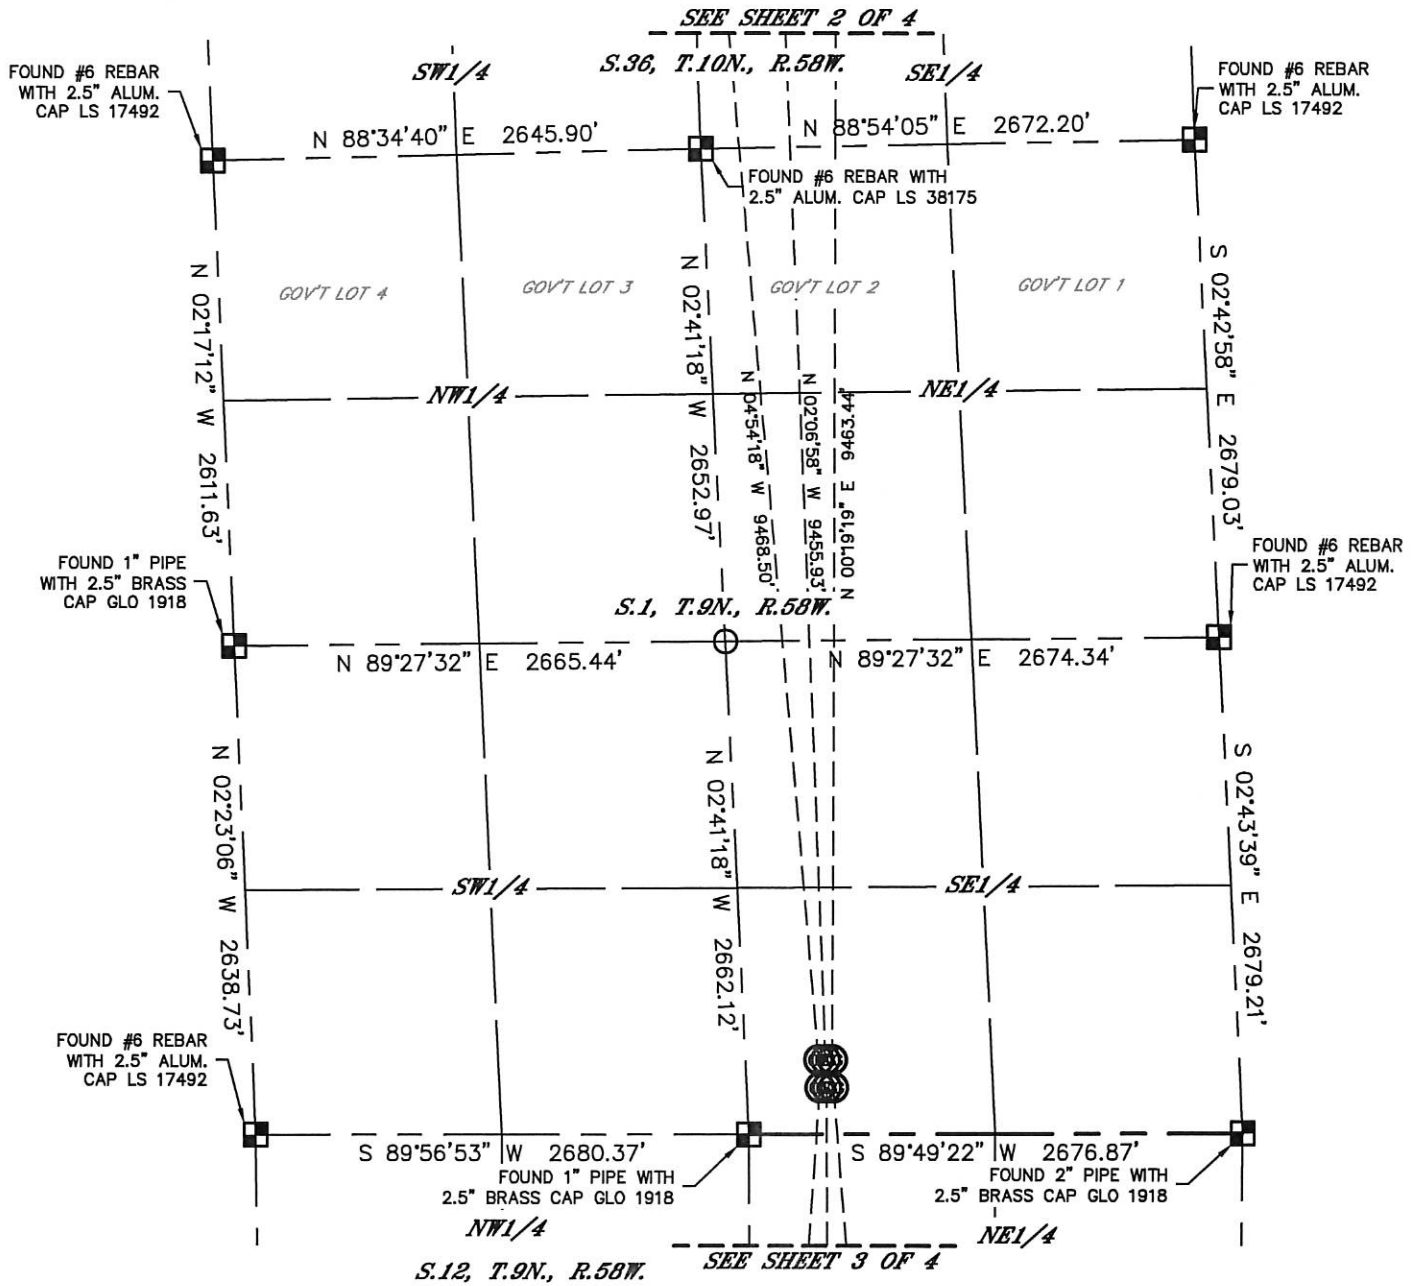 SEE SHEET 2 OF 4
S.36, T.10N., R.58W.
SW1/4
SE1/4
FOUND #6 REBAR
WITH 2.5" ALUM.
CAP LS 17492
FOUND #6 REBAR
WITH 2.5" ALUM.
CAP LS 17492
N 88°34'40" E 2645.90'
N 88°54'05" E 2672.20'
FOUND #6 REBAR WITH
2.5" ALUM. CAP LS 38175
GOV'T LOT 4
GOV'T LOT 3
GOV'T LOT 2
GOV'T LOT 1
N 02°17'12" W 2611.63'
N 02°41'18" W 2652.97'
N 04°54'18" W 9468.50'
N 02°06'58" W 9455.93'
N 00°19'19" E 9463.44'
S 02°42'58" E 2679.03'
NW1/4
NE1/4
FOUND 1" PIPE
WITH 2.5" BRASS
CAP GLO 1918
FOUND #6 REBAR
WITH 2.5" ALUM.
CAP LS 17492
S.1, T.9N., R.58W.
N 89°27'32" E 2665.44'
N 89°27'32" E 2674.34'
N 02°23'06" W 2638.73'
N 02°41'18" W 2662.12'
S 02°43'39" E 2679.21'
SW1/4
SE1/4
FOUND #6 REBAR
WITH 2.5" ALUM.
CAP LS 17492
S 89°56'53" W 2680.37'
S 89°49'22" W 2676.87'
FOUND 1" PIPE WITH
2.5" BRASS CAP GLO 1918
FOUND 2" PIPE WITH
2.5" BRASS CAP GLO 1918
NW1/4
NE1/4
SEE SHEET 3 OF 4
S.12, T.9N., R.58W.